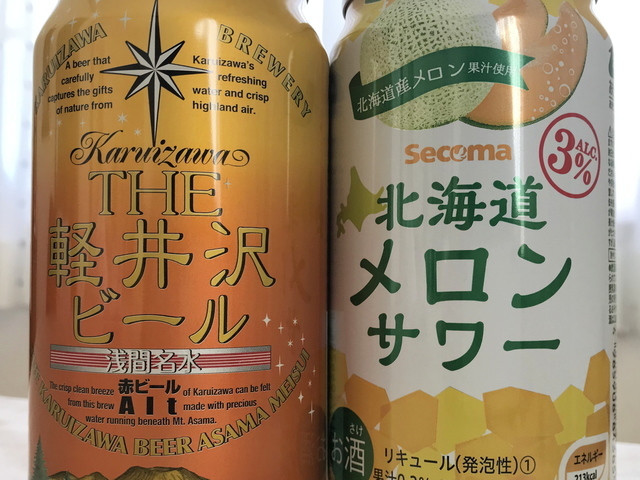 KARUIZAWA BREWERY
A beer that
carefully
captures the gifts
of nature from
Karuizawa's
refreshing
water and crisp
highland air.
Karuizawa
THE
軽井沢
ビール
浅間名水
The crisp clean breeze
赤ビール
Alt
of Karuizawa can be felt
from this brew
made with precious
water running beneath Mt. Asama.
KARUIZAWA BEER ASAMA MEISUI
北海道産メロン果汁使用
Secoma
ALC.
3%
北海道
メロン
サワー
お酒
さけ
リキュール(発泡性)①
エネルギー